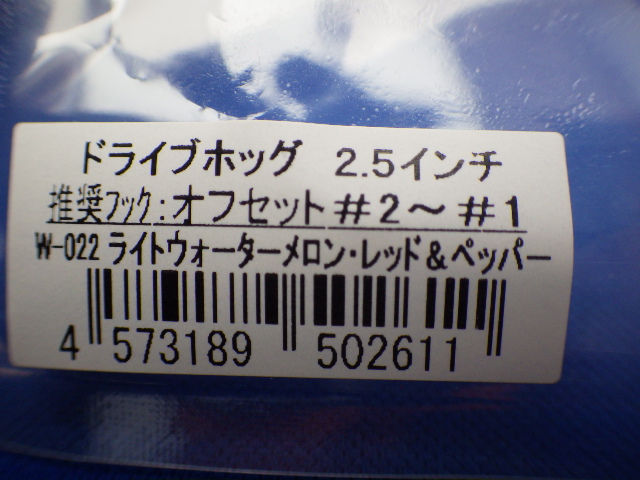 ドライブホッグ 2.5インチ
推奨フック:オフセット#2～#1
W-022 ライトウォーターメロン・レッド&ペッパー
4 573189 502611